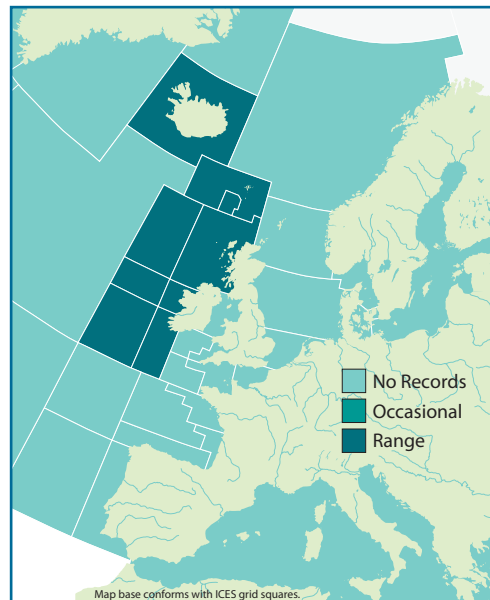 No Records
Occasional
Range
Map base conforms with ICES grid squares.